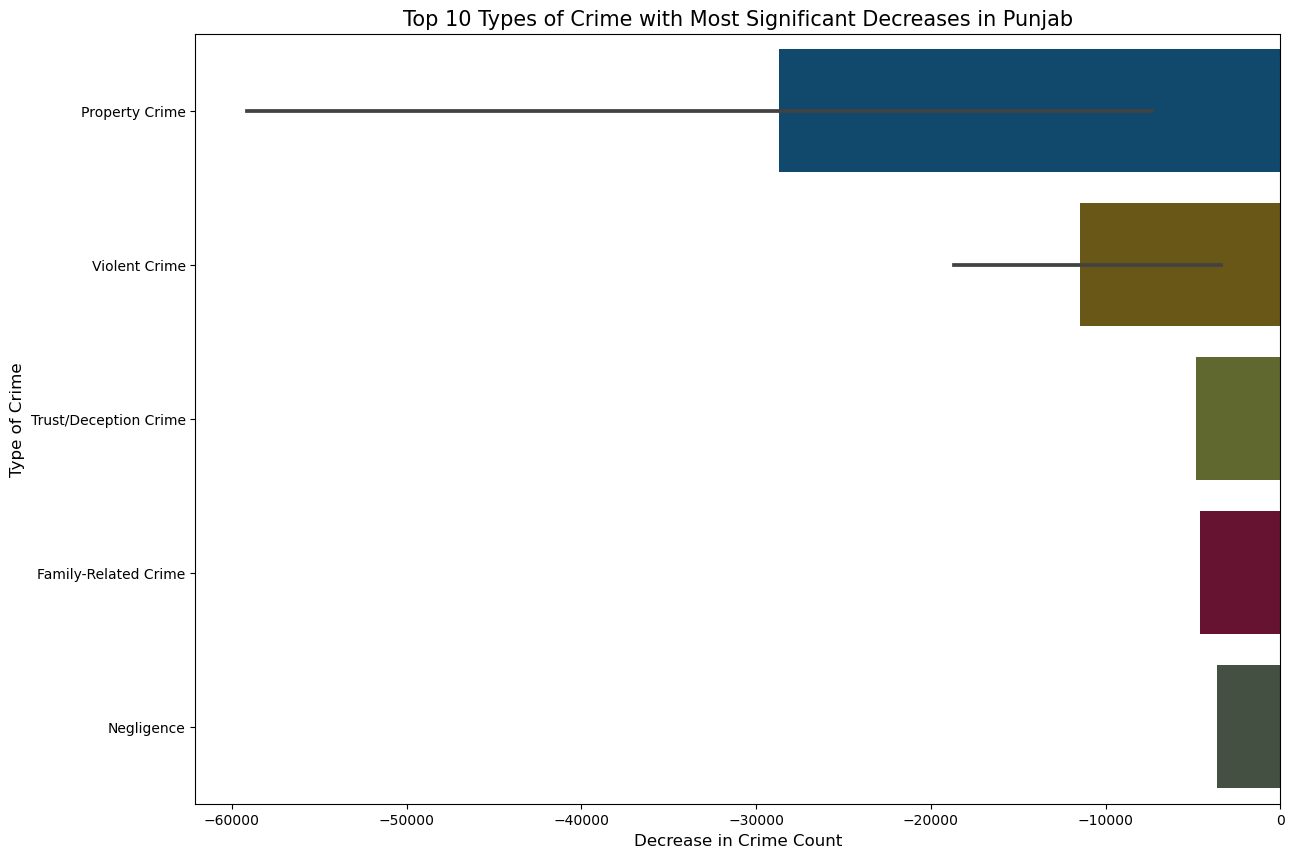 Top 10 Types of Crime with Most Significant Decreases in Punjab
Type of Crime
Property Crime
Violent Crime
Trust/Deception Crime
Family-Related Crime
Negligence
−60000 −50000 −40000 −30000 −20000 −10000 0
Decrease in Crime Count